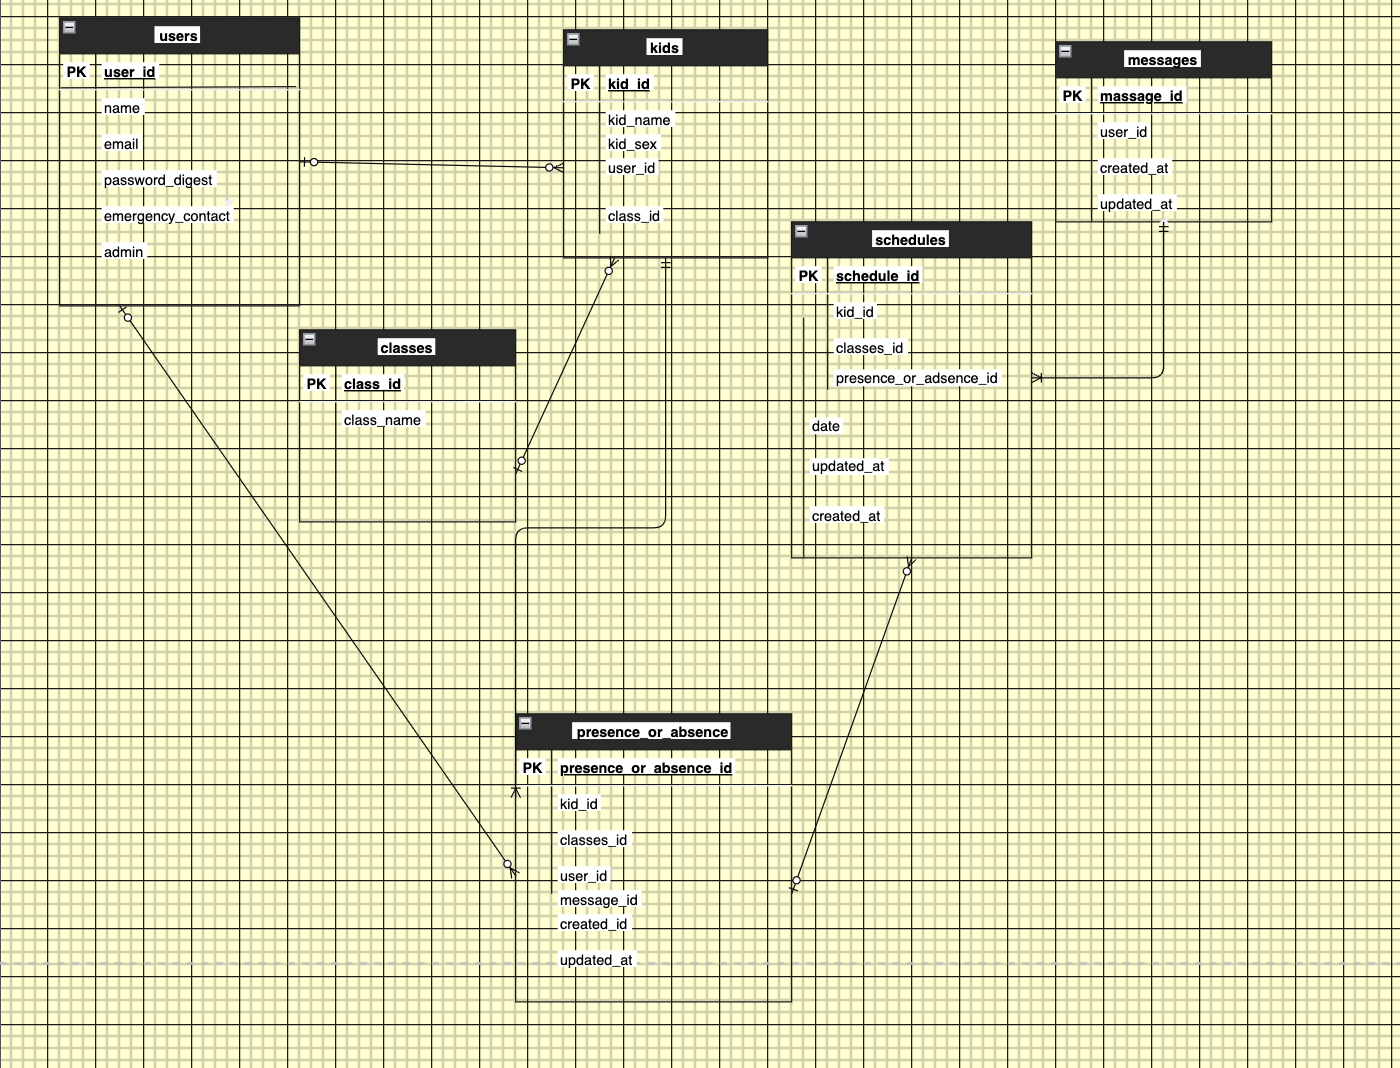 users
PK user_id
name
email
password_digest
emergency_contact
admin
kids
PK kid_id
kid_name
kid_sex
user_id
class_id
messages
PK massage_id
user_id
created_at
updated_at
schedules
PK schedule_id
kid_id
classes_id
presence_or_adsence_id
date
updated_at
created_at
classes
PK class_id
class_name
presence_or_absence
PK presence_or_absence_id
kid_id
classes_id
user_id
message_id
created_id
updated_at